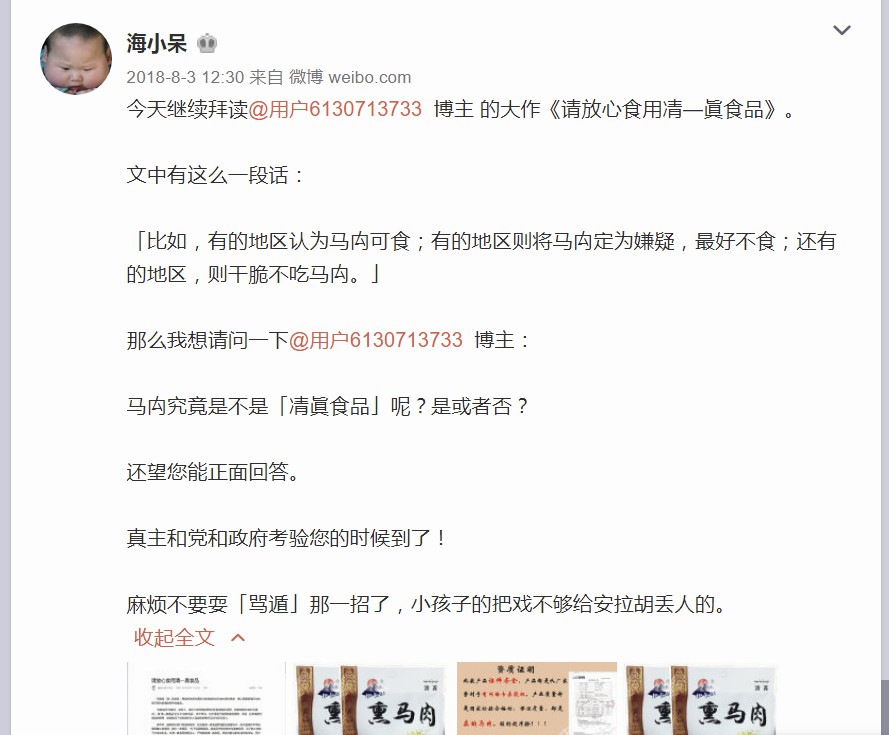 海小呆
2018-8-3 12:30 来自 微博 weibo.com
今天继续拜读@用户6130713733 博主 的大作《请放心食用凊—眞食品》。
文中有这么一段话：
「比如，有的地区认为马禸可食；有的地区则将马禸定为嫌疑，最好不食；还有
的地区，则干脆不吃马禸。」
那么我想请问一下@用户6130713733 博主：
马禸究竟是不是「凊眞食品」呢？是或者否？
还望您能正面回答。
真主和党和政府考验您的时候到了！
麻烦不要耍「骂遁」那一招了，小孩子的把戏不够给安拉胡丢人的。
收起全文
请放心食用凊—眞食品
熏马肉
清真
资质证明
熏马肉
清真